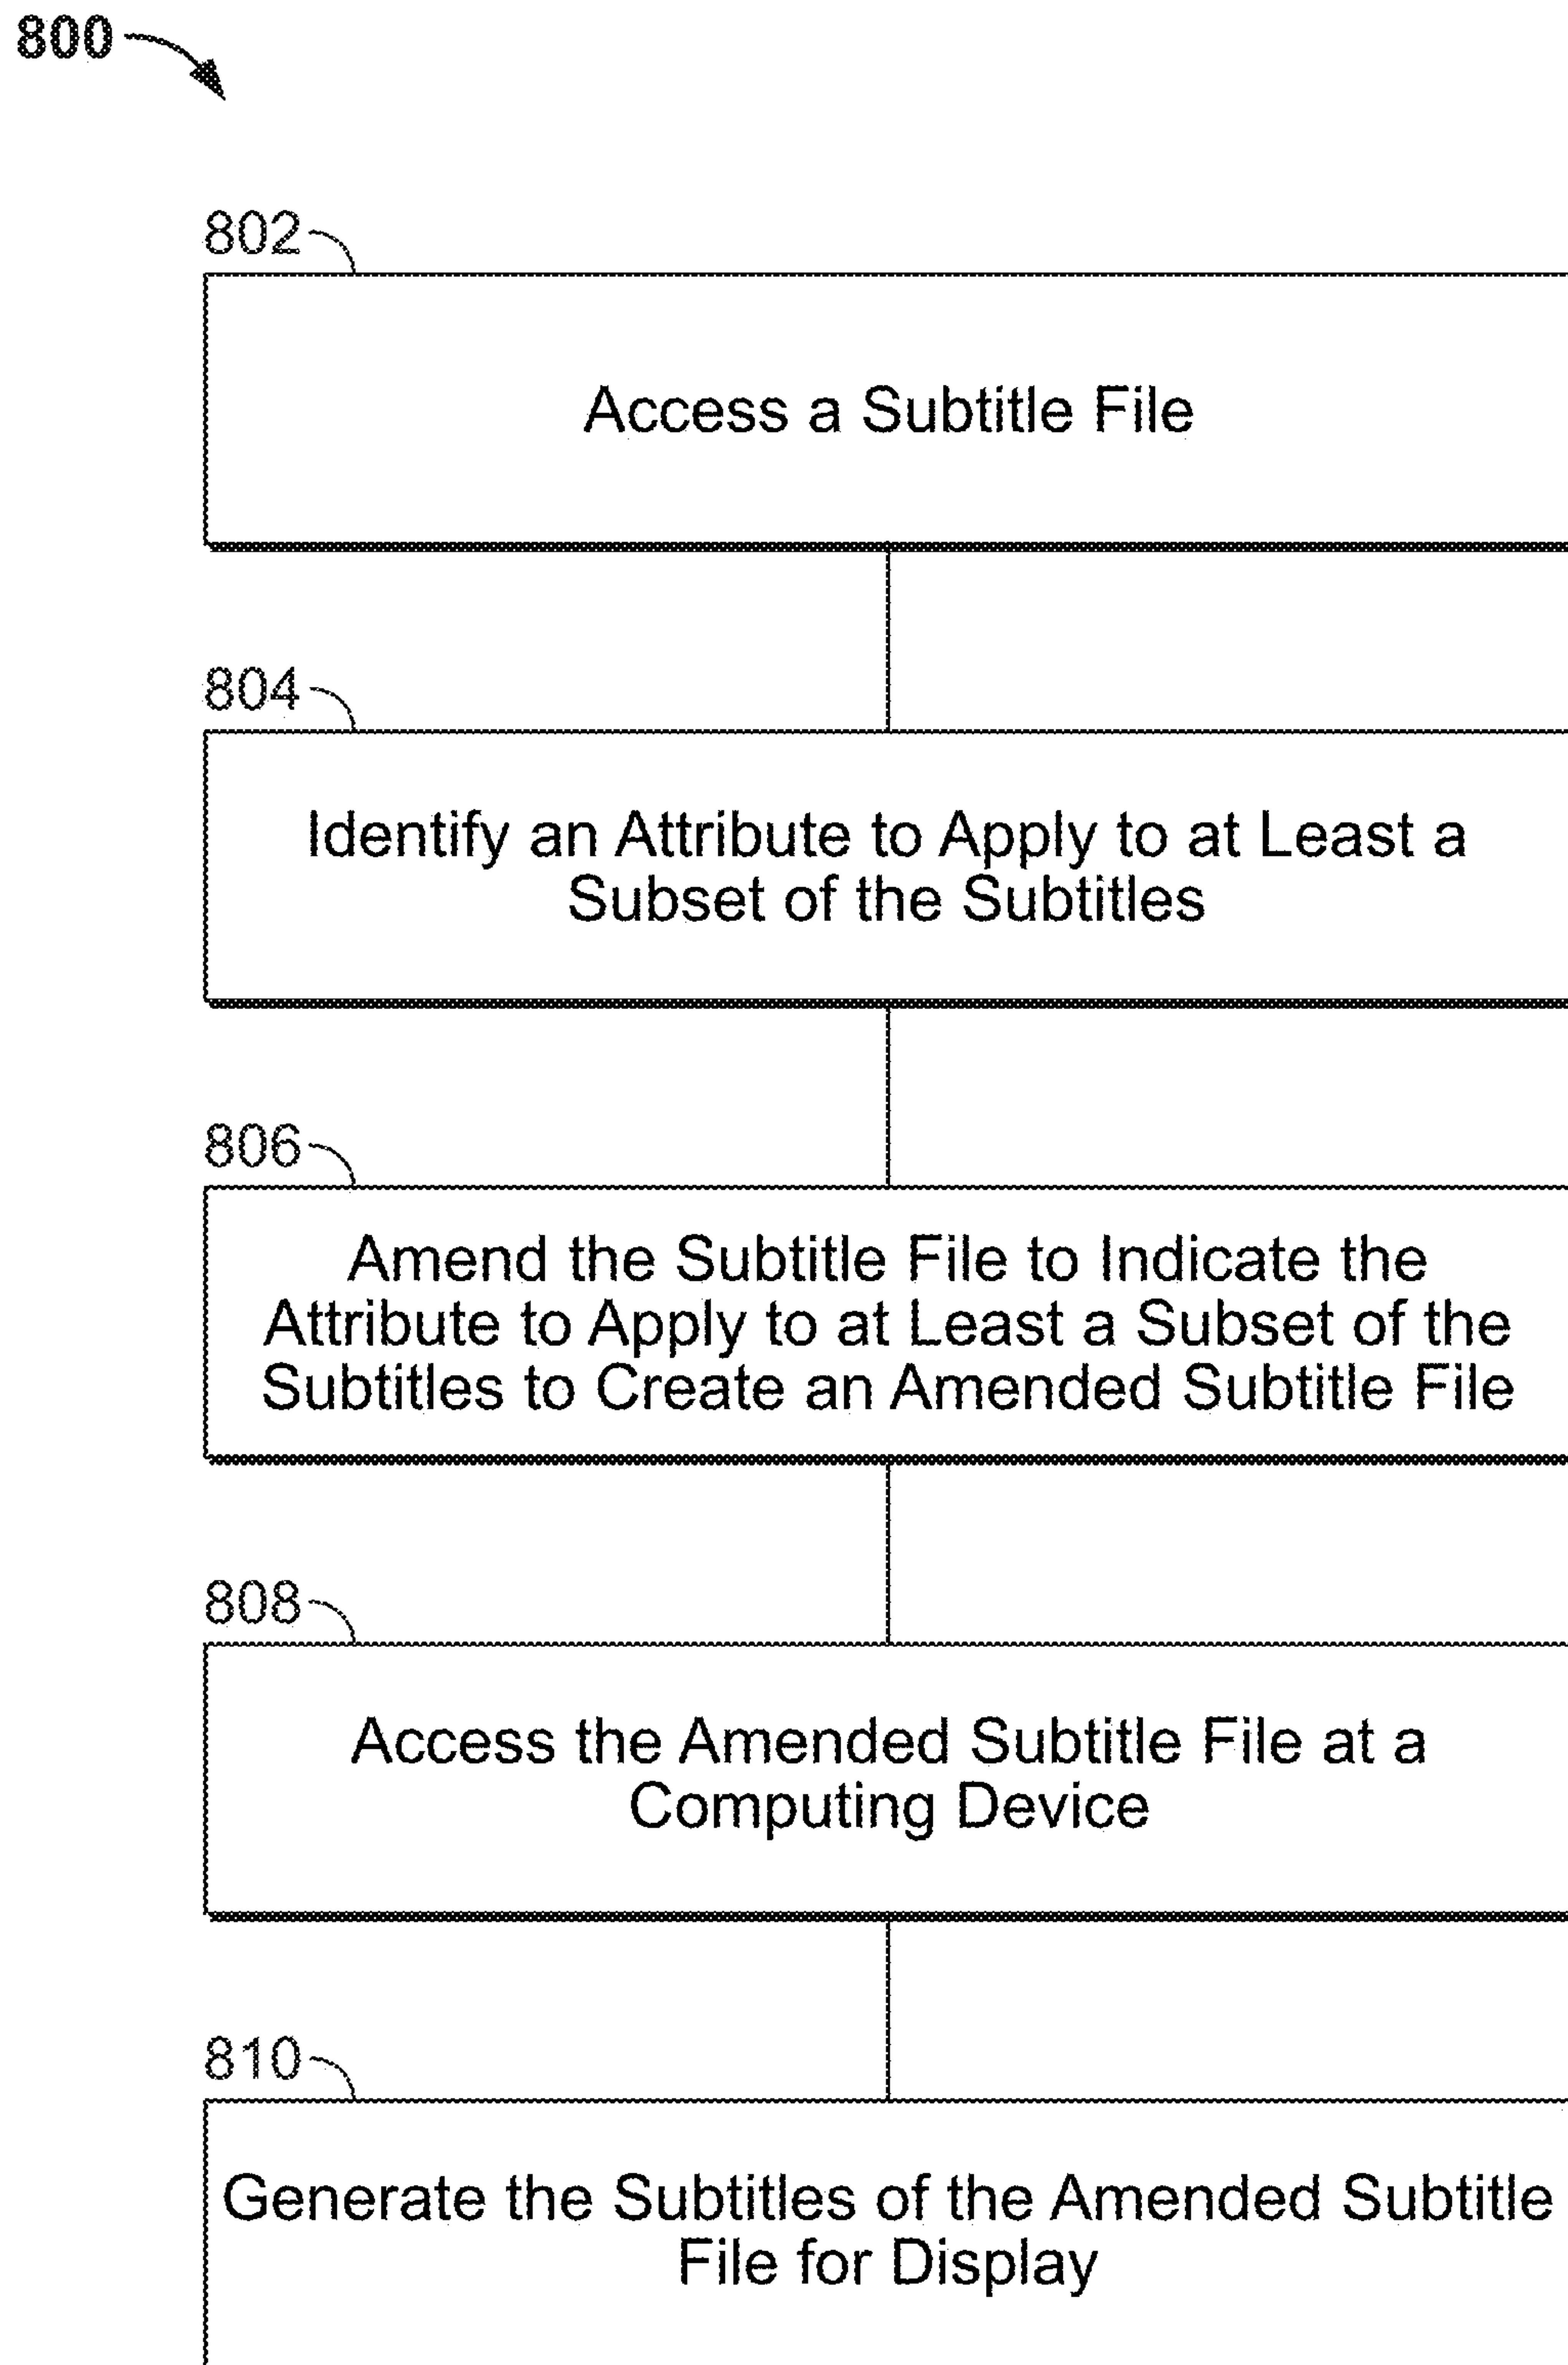 800
802
Access a Subtitle File
804
Identify an Attribute to Apply to at Least a
Subset of the Subtitles
806
Amend the Subtitle File to Indicate the
Attribute to Apply to at Least a Subset of the
Subtitles to Create an Amended Subtitle File
808
Access the Amended Subtitle File at a
Computing Device
810
Generate the Subtitles of the Amended Subtitle
File for Display